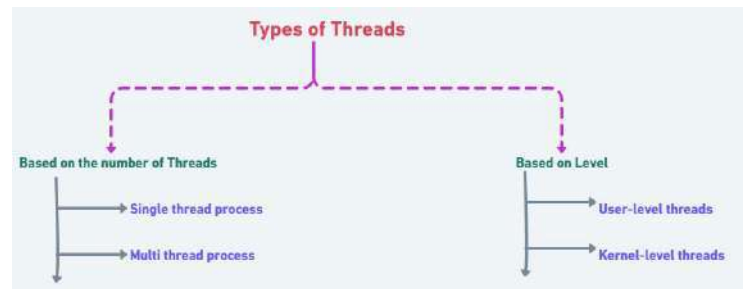 Types of Threads
Based on the number of Threads
Single thread process
Multi thread process
Based on Level
User-level threads
Kernel-level threads